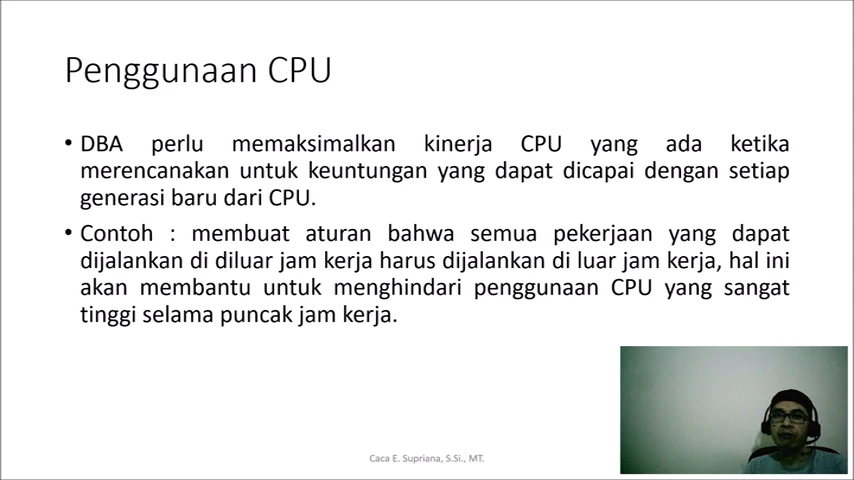 Penggunaan CPU
• DBA perlu memaksimalkan kinerja CPU yang ada ketika
merencanakan untuk keuntungan yang dapat dicapai dengan setiap
generasi baru dari CPU.
• Contoh : membuat aturan bahwa semua pekerjaan yang dapat
dijalankan di diluar jam kerja harus dijalankan di luar jam kerja, hal ini
akan membantu untuk menghindari penggunaan CPU yang sangat
tinggi selama puncak jam kerja.
Caca E. Supriana, S.Si., MT.